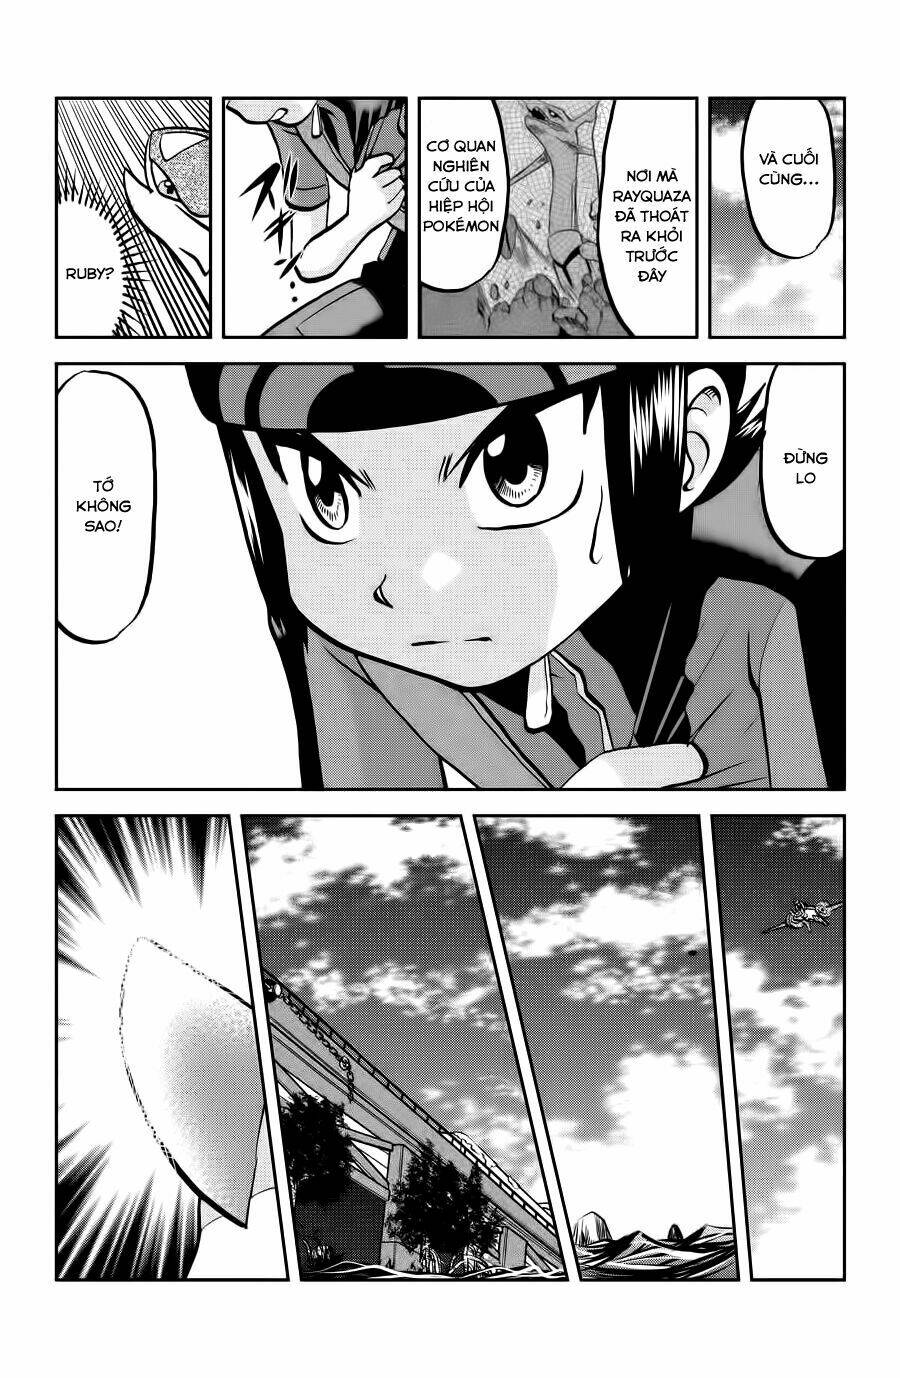 VÀ CUỐI
CÙNG...
NƠI MÀ
RAYQUAZA
ĐÃ THOÁT
RA KHỎI
TRƯỚC
ĐÂY
CƠ QUAN
NGHIÊN
CỨU CỦA
HIỆP HỘI
POKÉMON
RUBY?
ĐỪNG
LO
TỚ
KHÔNG
SAO!